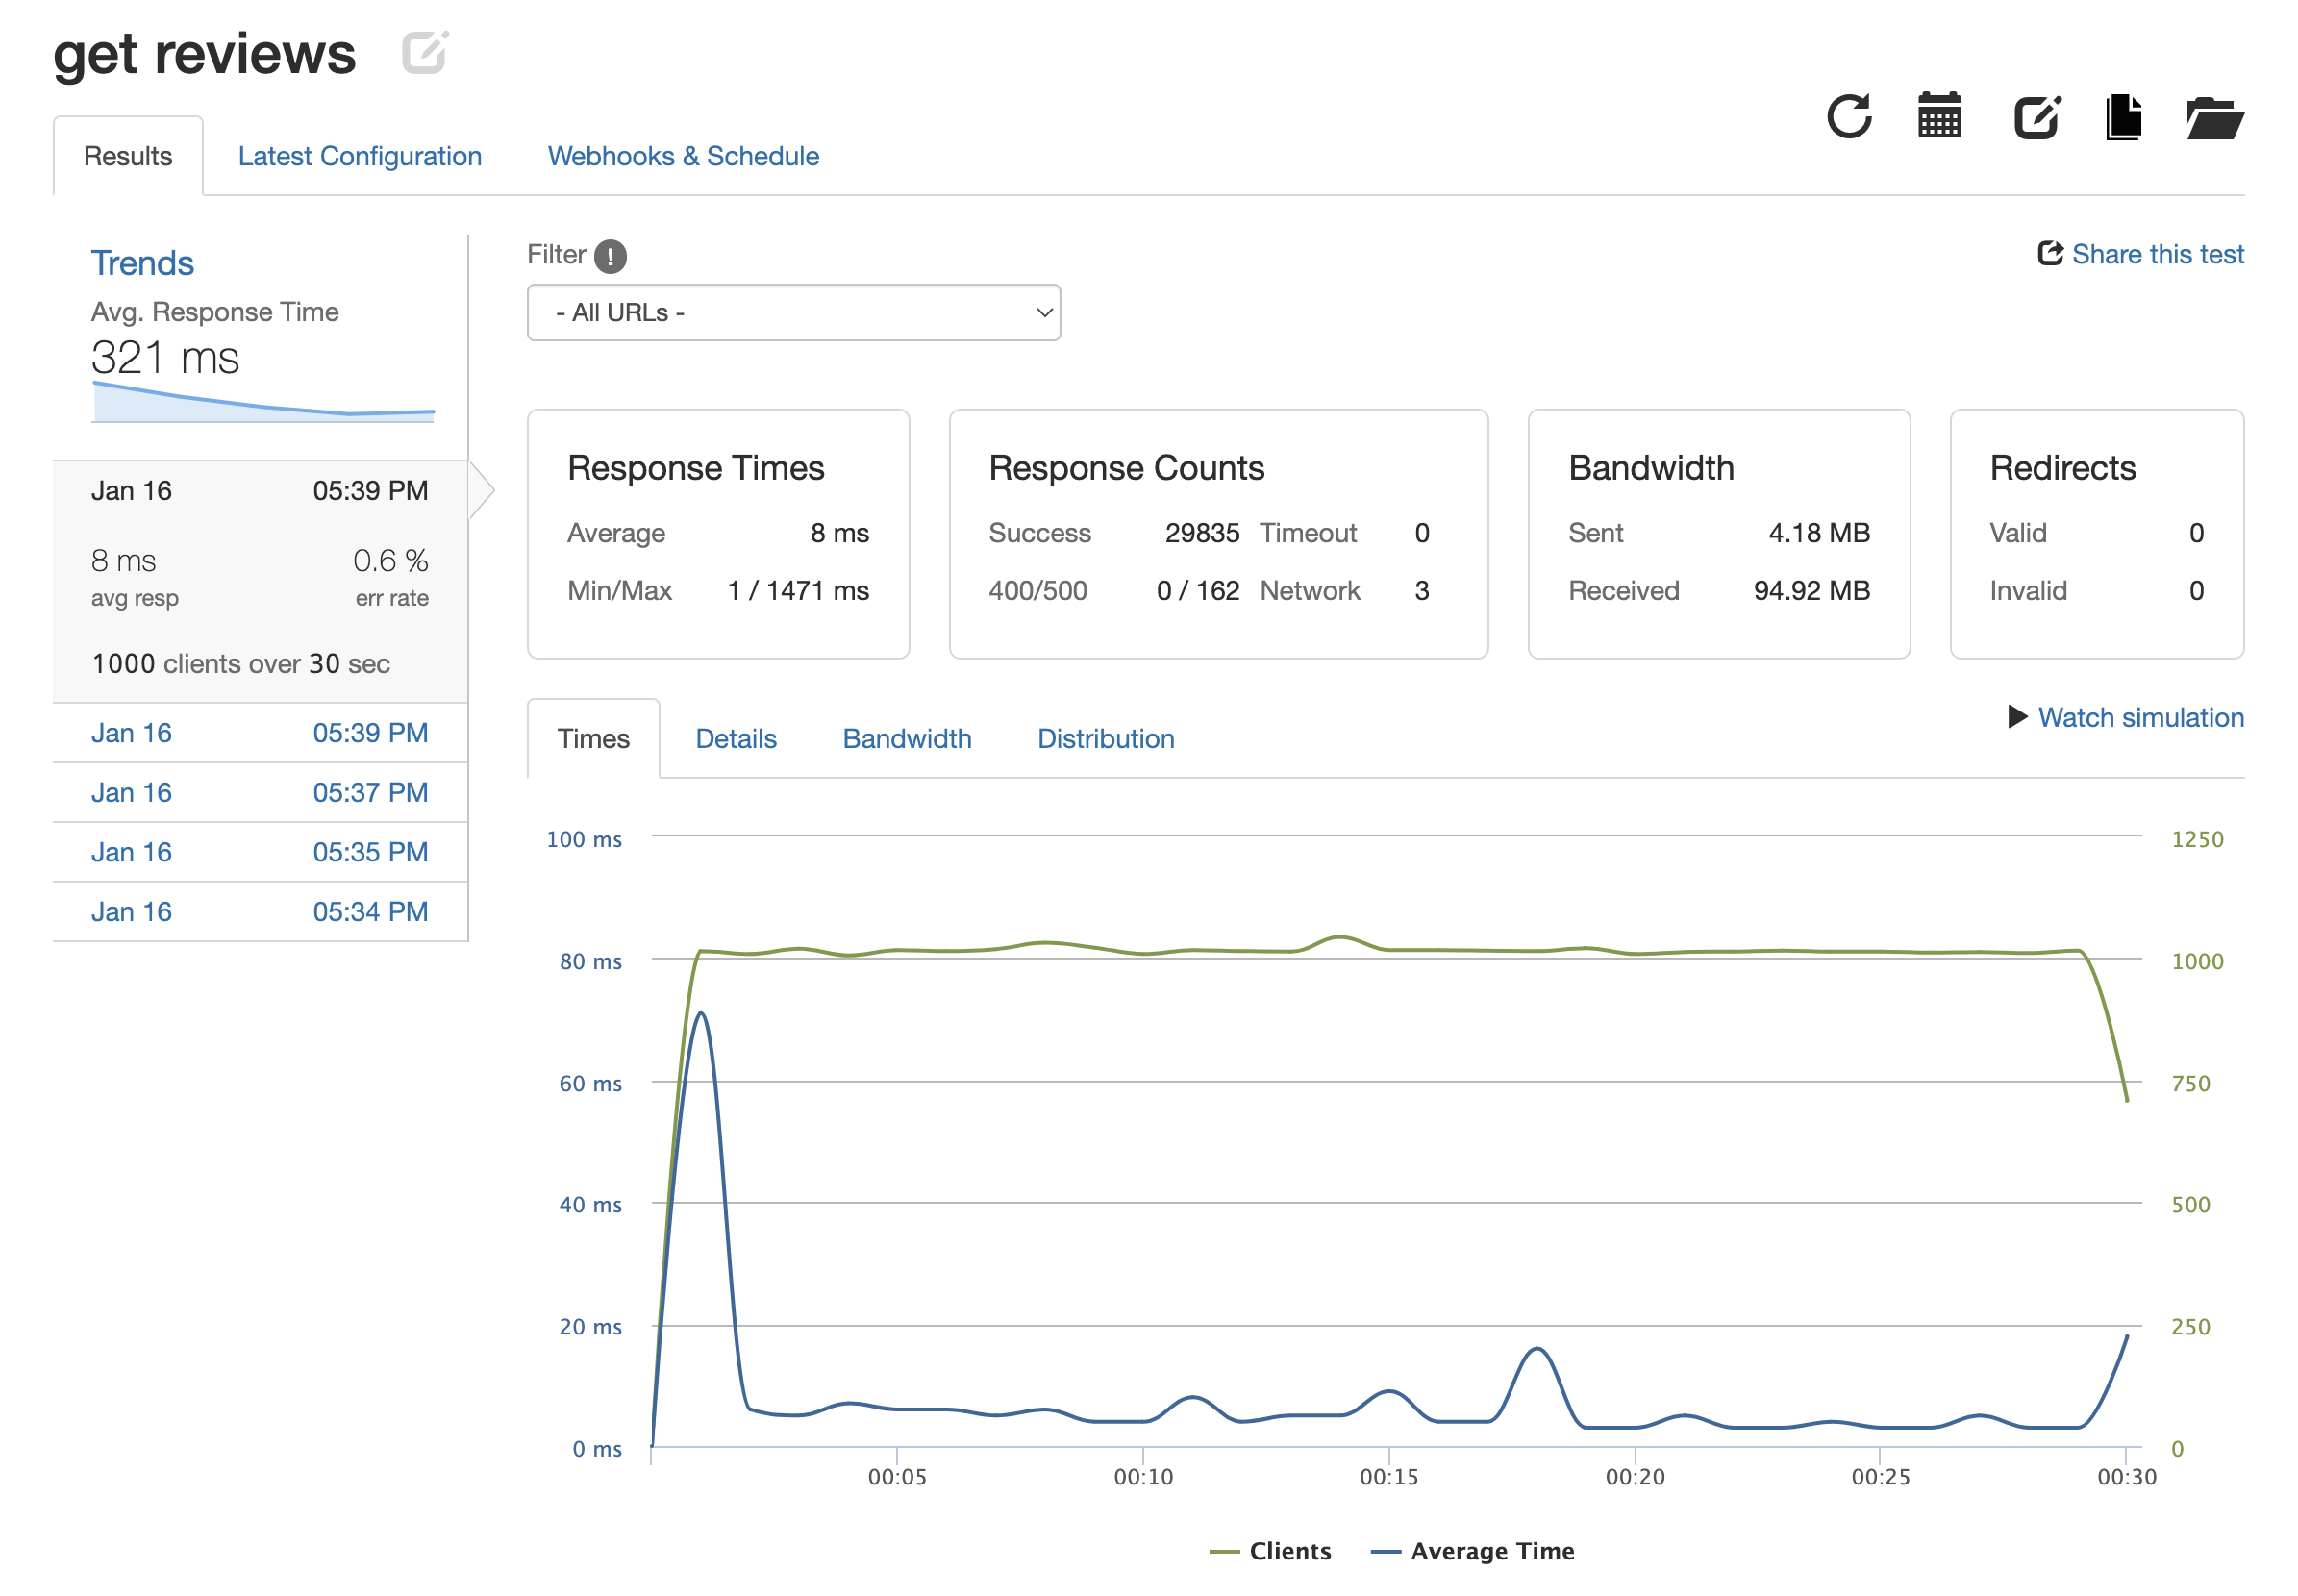 get reviews
Results
Latest Configuration
Webhooks & Schedule
Trends
Avg. Response Time
321 ms
Jan 16 05:39 PM
8 ms 0.6 %
avg resp err rate
1000 clients over 30 sec
Jan 16 05:39 PM
Jan 16 05:37 PM
Jan 16 05:35 PM
Jan 16 05:34 PM
Filter !
Share this test
- All URLs -
Response Times
Average 8 ms
Min/Max 1 / 1471 ms
Response Counts
Success 29835 Timeout 0
400/500 0 / 162 Network 3
Bandwidth
Sent 4.18 MB
Received 94.92 MB
Redirects
Valid 0
Invalid 0
Times
Details
Bandwidth
Distribution
Watch simulation
100 ms 1250
80 ms 1000
60 ms 750
40 ms 500
20 ms 250
0 ms 0
00:05 00:10 00:15 00:20 00:25 00:30
Clients Average Time